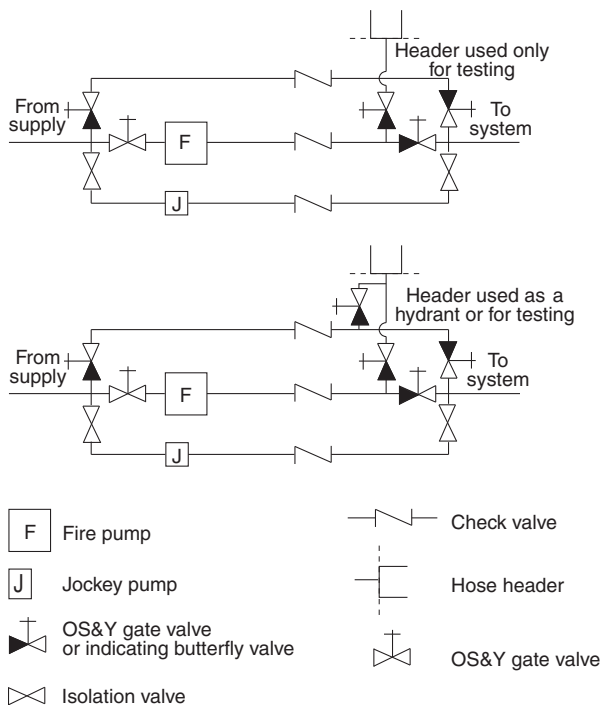 Header used only
for testing
From
supply
To
system
F
J
Header used as a
hydrant or for testing
From
supply
To
system
F
J
F Fire pump
J Jockey pump
OS&Y gate valve
or indicating butterfly valve
Isolation valve
Check valve
Hose header
OS&Y gate valve